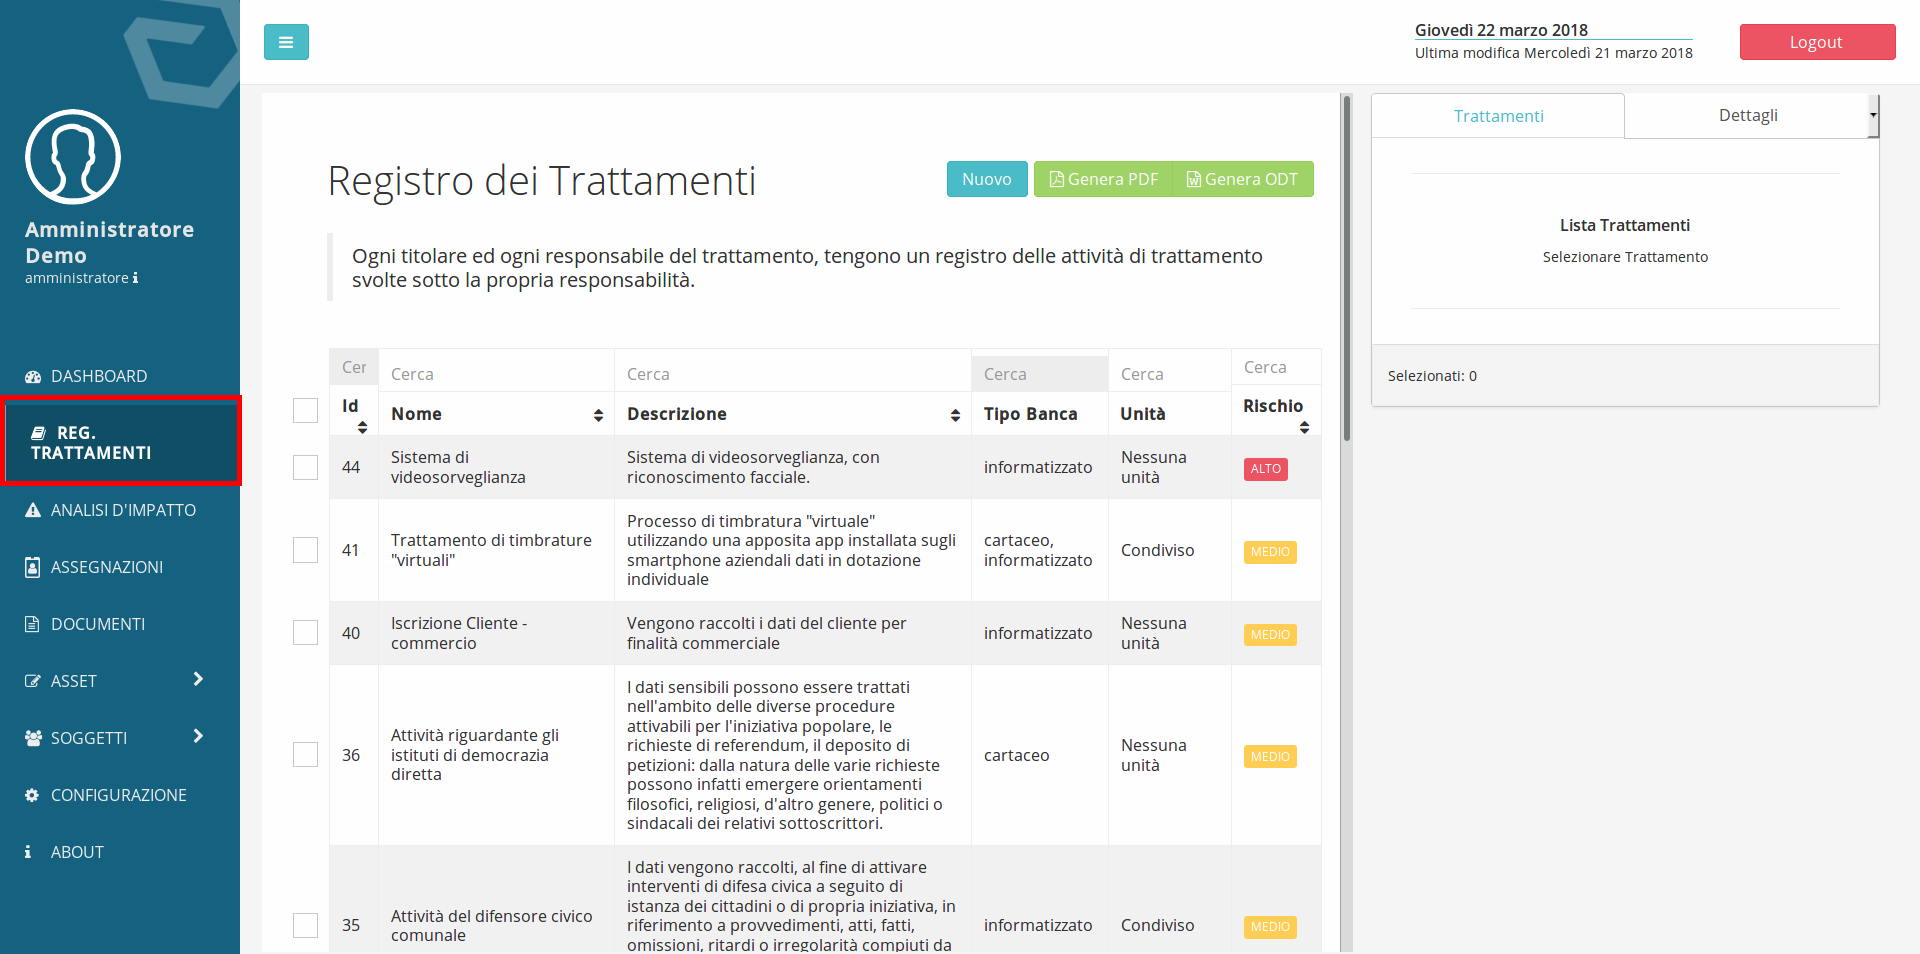 Amministratore
Demo
amministratore
DASHBOARD
REG.
TRATTAMENTI
ANALISI D'IMPATTO
ASSEGNAZIONI
DOCUMENTI
ASSET
SOGGETTI
CONFIGURAZIONE
ABOUT
Giovedì 22 marzo 2018
Ultima modifica Mercoledì 21 marzo 2018
Logout
Registro dei Trattamenti
Nuovo
Genera PDF
Genera ODT
Ogni titolare ed ogni responsabile del trattamento, tengono un registro delle attività di trattamento
svolte sotto la propria responsabilità.
Cer
Cerca
Cerca
Cerca
Cerca
Cerca
Id
Nome
Descrizione
Tipo Banca
Unità
Rischio
44
Sistema di
videosorveglianza
Sistema di videosorveglianza, con
riconoscimento facciale.
informatizzato
Nessuna
unità
ALTO
41
Trattamento di timbrature
"virtuali"
Processo di timbratura "virtuale"
utilizzando una apposita app installata sugli
smartphone aziendali dati in dotazione
individuale
cartaceo,
informatizzato
Condiviso
MEDIO
40
Iscrizione Cliente -
commercio
Vengono raccolti i dati del cliente per
finalità commerciale
informatizzato
Nessuna
unità
MEDIO
36
Attività riguardante gli
istituti di democrazia
diretta
I dati sensibili possono essere trattati
nell'ambito delle diverse procedure
attivabili per l'iniziativa popolare, le
richieste di referendum, il deposito di
petizioni: dalla natura delle varie richieste
possono infatti emergere orientamenti
filosofici, religiosi, d'altro genere, politici o
sindacali dei relativi sottoscrittori.
cartaceo
Nessuna
unità
MEDIO
35
Attività del difensore civico
comunale
I dati vengono raccolti, al fine di attivare
interventi di difesa civica a seguito di
istanza dei cittadini o di propria iniziativa, in
riferimento a provvedimenti, atti, fatti,
omissioni, ritardi o irregolarità compiuti da
informatizzato
Condiviso
MEDIO
Trattamenti
Dettagli
Lista Trattamenti
Selezionare Trattamento
Selezionati: 0